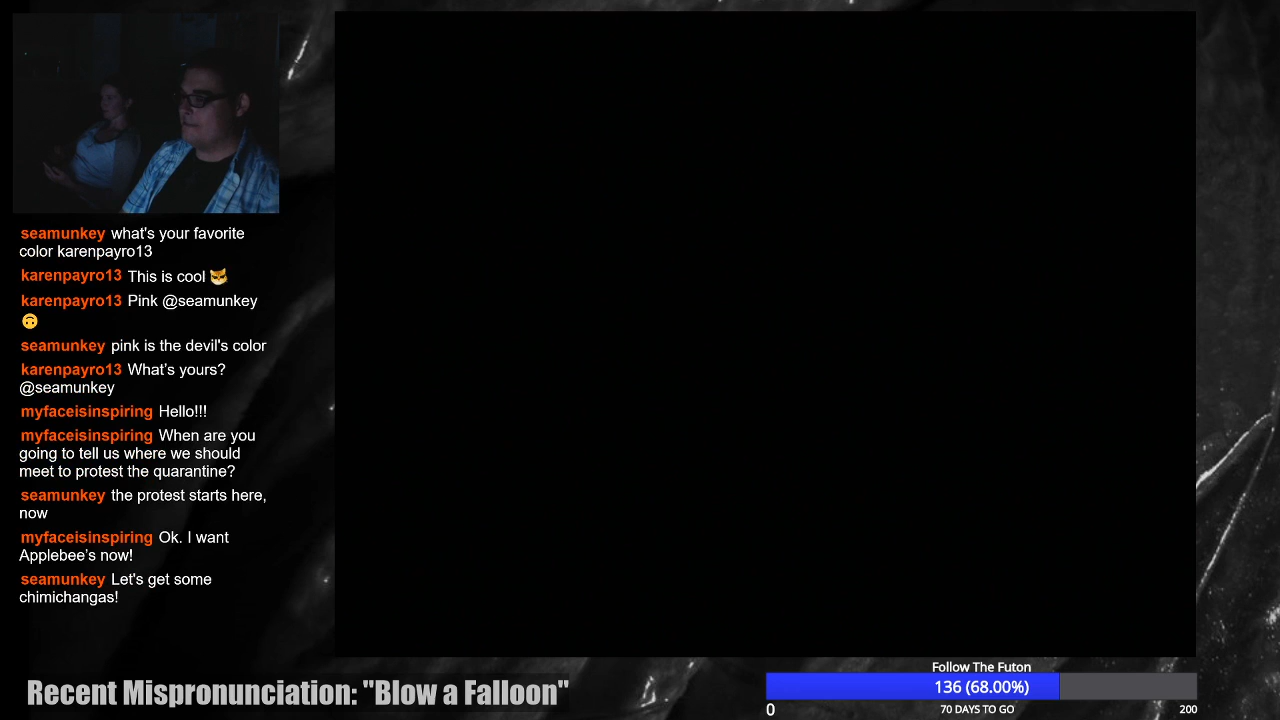 seamunkey what's your favorite
color karenpayro13
karenpayro13 This is cool 😼
karenpayro13 Pink @seamunkey
🙃
seamunkey pink is the devil's color
karenpayro13 What's yours?
@seamunkey
myfaceisinspiring Hello!!!
myfaceisinspiring When are you
going to tell us where we should
meet to protest the quarantine?
seamunkey the protest starts here,
now
myfaceisinspiring Ok. I want
Applebee's now!
seamunkey Let's get some
chimichangas!
Recent Mispronunciation: "Blow a Falloon"
Follow The Futon
136 (68.00%)
0 70 DAYS TO GO 200